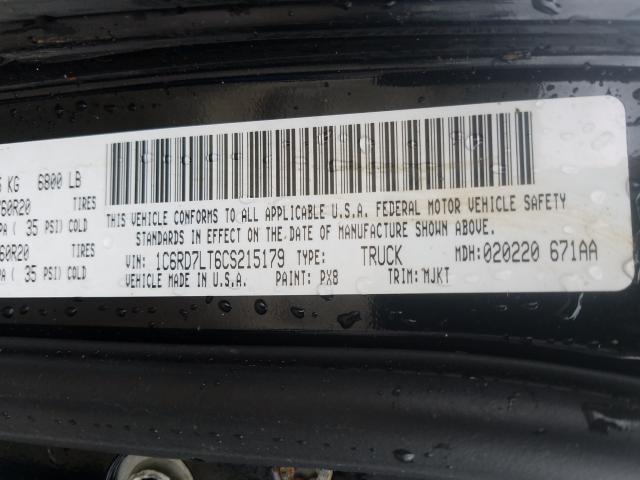 KG 6800 LB
60R20 TIRES
PA ( 35 PSI) COLD
60R20 TIRES
PA ( 35 PSI) COLD
THIS VEHICLE CONFORMS TO ALL APPLICABLE U.S.A. FEDERAL MOTOR VEHICLE SAFETY
STANDARDS IN EFFECT ON THE DATE OF MANUFACTURE SHOWN ABOVE.
VIN: 1C6RD7LT6CS215179 TYPE: TRUCK MDH: 020220 671AA
VEHICLE MADE IN U.S.A. PAINT: PX8 TRIM: MJKT